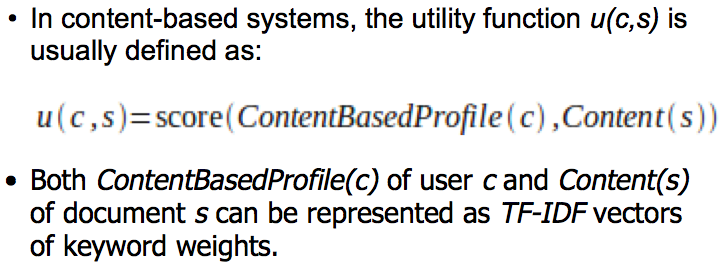 • In content-based systems, the utility function u(c,s) is
usually defined as:
u(c,s)=score(ContentBasedProfile(c),Content(s))
• Both ContentBasedProfile(c) of user c and Content(s)
of document s can be represented as TF-IDF vectors
of keyword weights.